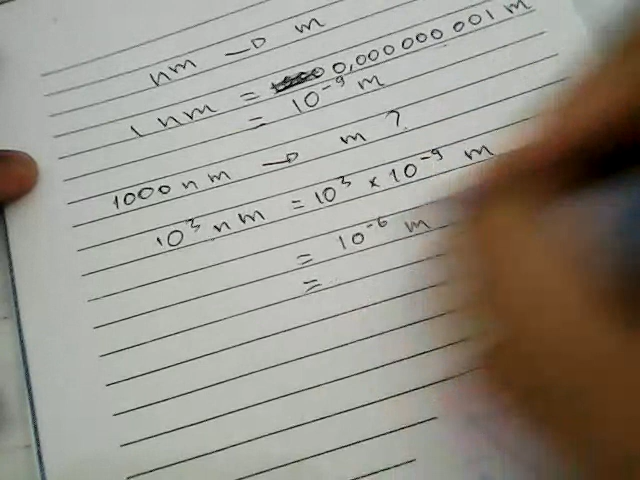 nm → m
1 nm = 0,000 000 001 m
= 10⁻⁹ m
1000 nm → m ?
10³ nm = 10³ × 10⁻⁹ m
= 10⁻⁶ m
=